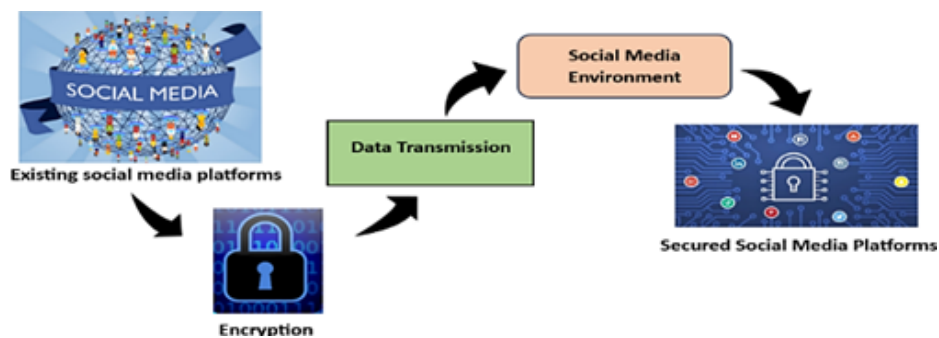 SOCIAL MEDIA
Existing social media platforms
Encryption
Data Transmission
Social Media
Environment
Secured Social Media Platforms